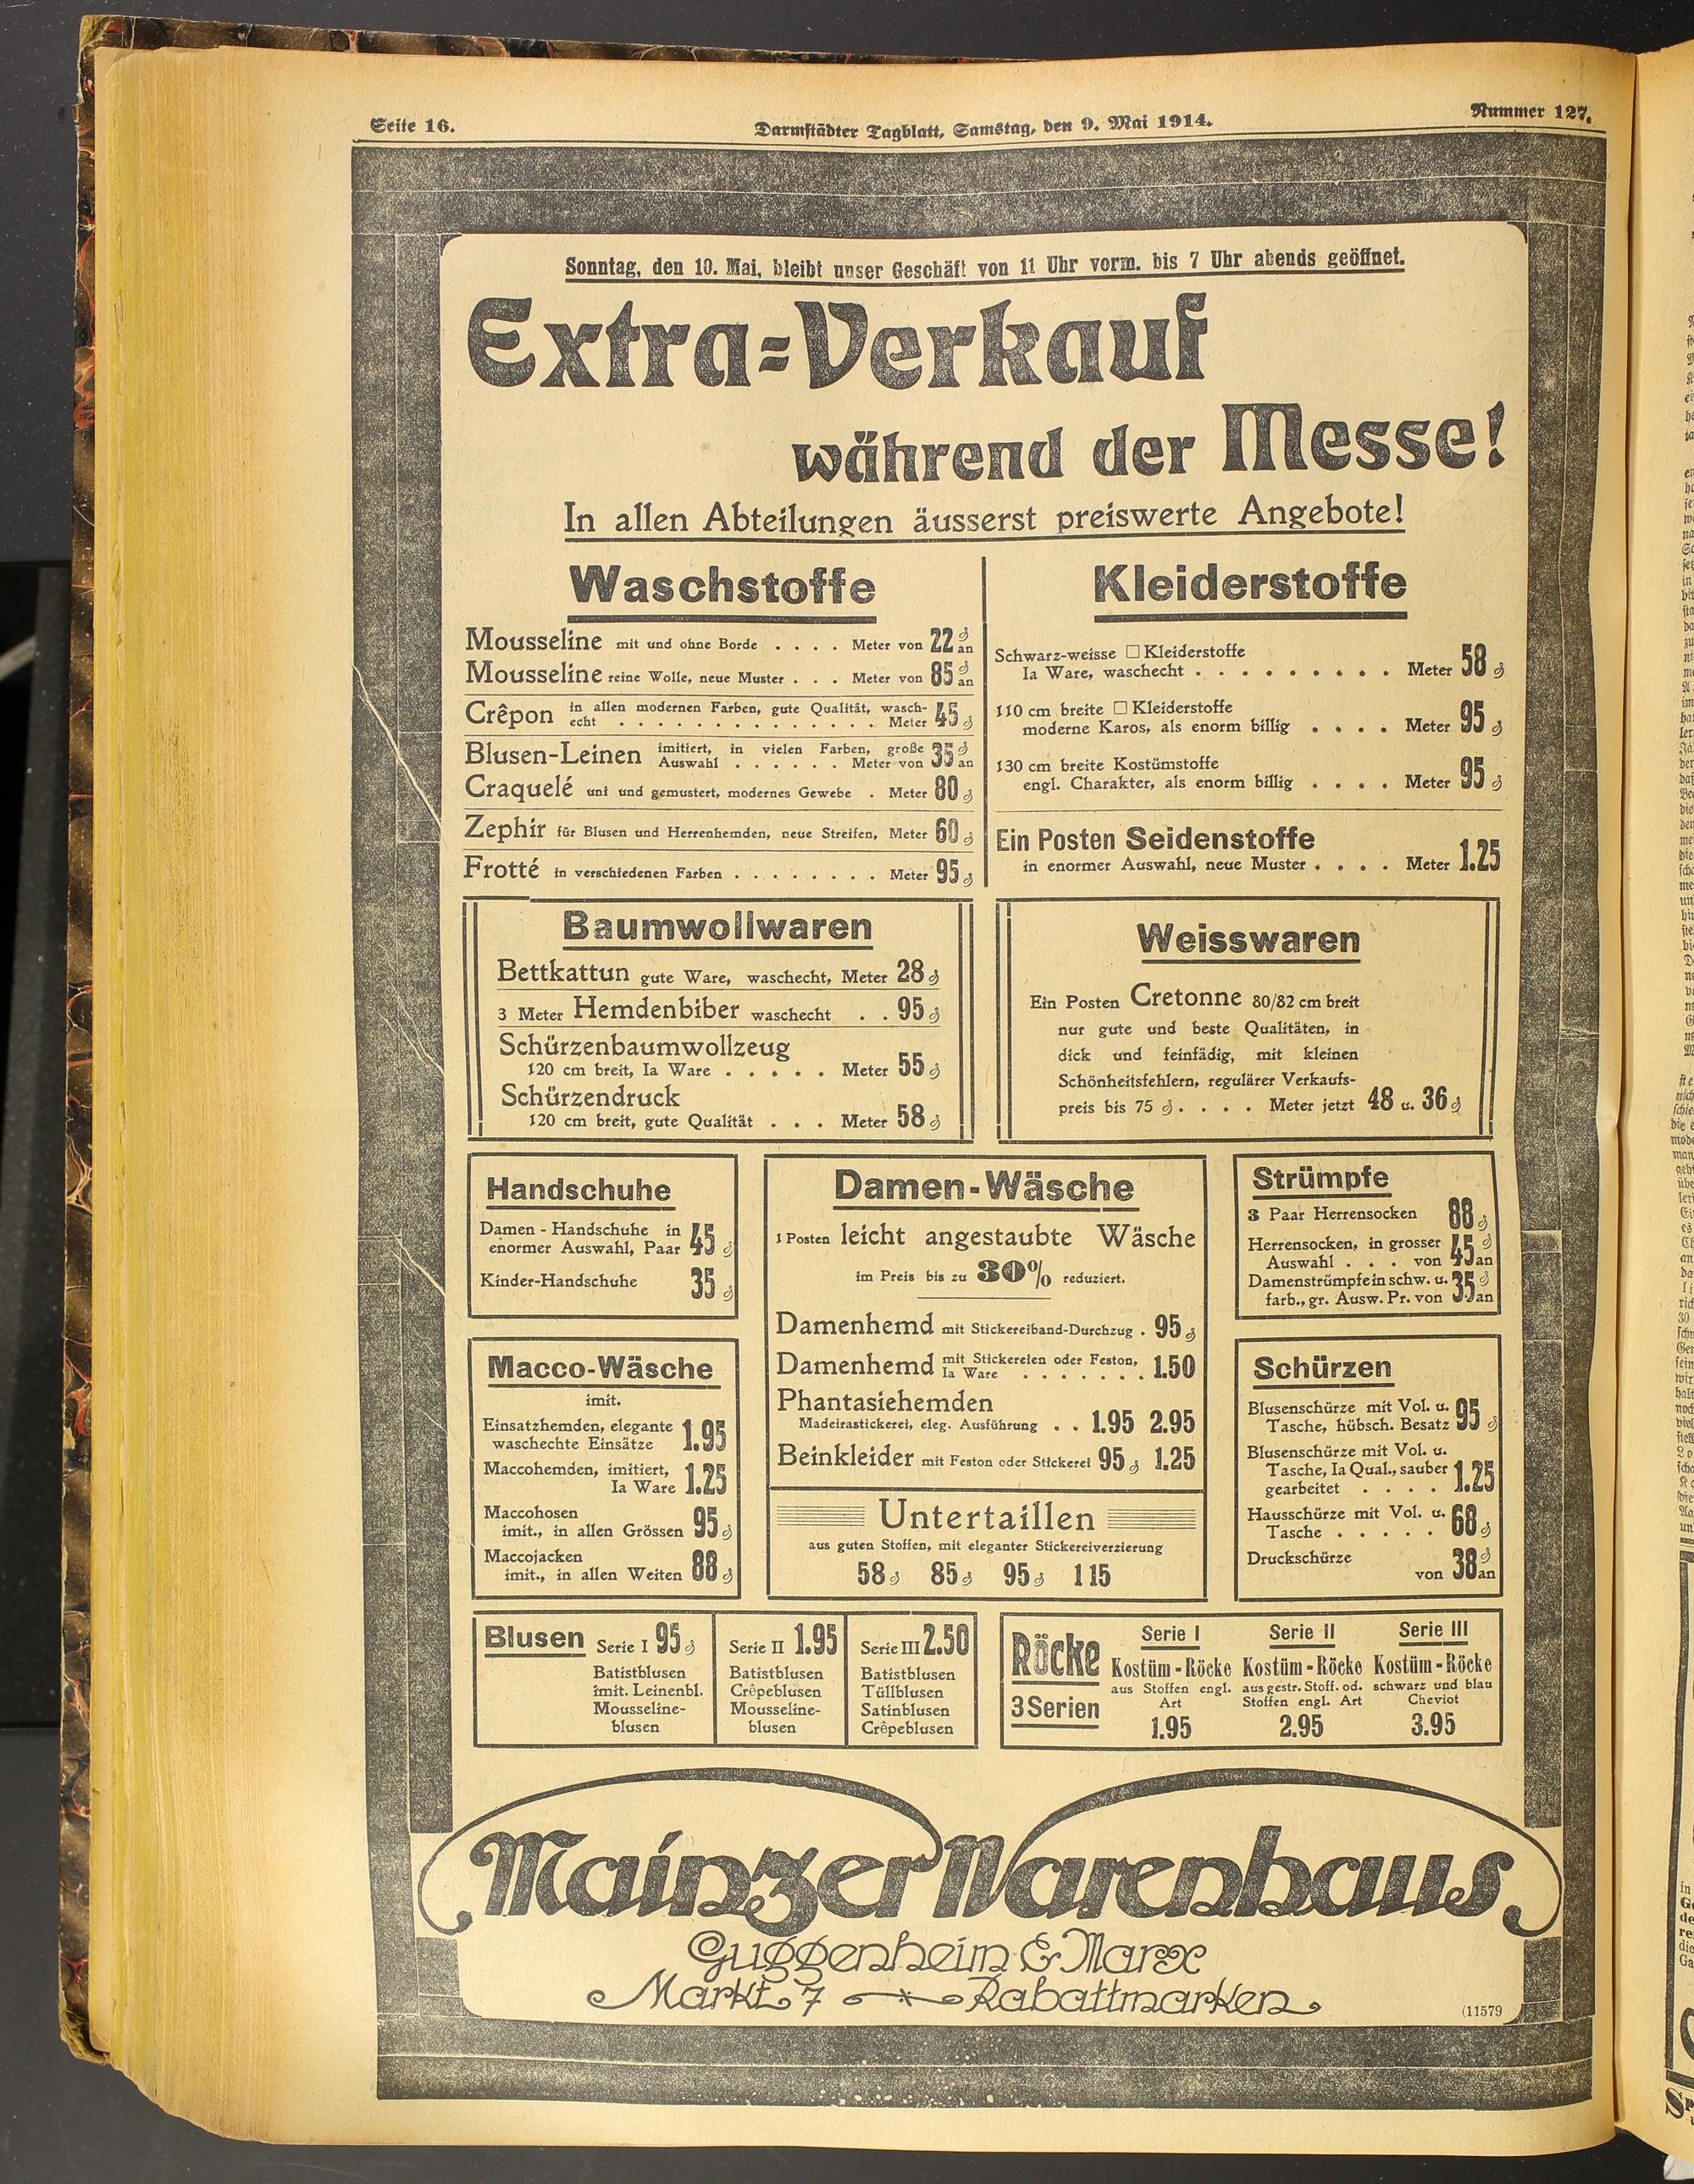 Seite 16.
Darmstädter Tagblatt, Samstag, den 9. Mai 1914.
Nummer 127.
Sonntag, den 10. Mai, bleibt unser Geschäft von 11 Uhr vorm. bis 7 Uhr abends geöffnet.
Extra=Verkauf
während der Messe!
In allen Abteilungen äusserst preiswerte Angebote!
Waschstoffe
Mousseline mit und ohne Borde . . . . Meter von 22 ₰ an
Mousseline reine Wolle, neue Muster . . . Meter von 85 ₰ an
Crêpon in allen modernen Farben, gute Qualität, wasch-
echt . . . . . . . . . . . . . . Meter 45 ₰
Blusen-Leinen imitiert, in vielen Farben, große
Auswahl . . . . . . Meter von 35 ₰ an
Craquelé uni und gemustert, modernes Gewebe . Meter 80 ₰
Zephir für Blusen und Herrenhemden, neue Streifen, Meter 60 ₰
Frotté in verschiedenen Farben . . . . . . . . Meter 95 ₰
Kleiderstoffe
Schwarz-weisse □ Kleiderstoffe
Ia Ware, waschecht . . . . . . . . . Meter 58 ₰
110 cm breite □ Kleiderstoffe
moderne Karos, als enorm billig . . . . Meter 95 ₰
130 cm breite Kostümstoffe
engl. Charakter, als enorm billig . . . . Meter 95 ₰
Ein Posten Seidenstoffe
in enormer Auswahl, neue Muster . . . . Meter 1.25
Baumwollwaren
Bettkattun gute Ware, waschecht, Meter 28 ₰
3 Meter Hemdenbiber waschecht . . 95 ₰
Schürzenbaumwollzeug
120 cm breit, Ia Ware . . . . . Meter 55 ₰
Schürzendruck
120 cm breit, gute Qualität . . . Meter 58 ₰
Weisswaren
Ein Posten Cretonne 80/82 cm breit
nur gute und beste Qualitäten, in
dick und feinfädig, mit kleinen
Schönheitsfehlern, regulärer Verkaufs-
preis bis 75 ₰ . . . . Meter jetzt 48 u. 36 ₰
Handschuhe
Damen - Handschuhe in
enormer Auswahl, Paar 45 ₰
Kinder-Handschuhe 35 ₰
Macco-Wäsche
imit.
Einsatzhemden, elegante
waschechte Einsätze 1.95
Maccohemden, imitiert,
Ia Ware 1.25
Maccohosen
imit., in allen Grössen 95 ₰
Maccojacken
imit., in allen Weiten 88 ₰
Damen-Wäsche
1 Posten leicht angestaubte Wäsche
im Preis bis zu 30% reduziert.
Damenhemd mit Stickereiband-Durchzug . 95 ₰
Damenhemd mit Stickereien oder Feston,
Ia Ware . . . . . . . 1.50
Phantasiehemden
Madeirastickerei, eleg. Ausführung . . 1.95 2.95
Beinkleider mit Feston oder Stickerei 95 ₰ 1.25
Untertaillen
aus guten Stoffen, mit eleganter Stickereiverzierung
58 ₰ 85 ₰ 95 ₰ 115
Strümpfe
3 Paar Herrensocken 88 ₰
Herrensocken, in grosser
Auswahl . . . von 45 ₰ an
Damenstrümpfe in schw. u.
farb., gr. Ausw. Pr. von 35 ₰ an
Schürzen
Blusenschürze mit Vol. u.
Tasche, hübsch. Besatz 95 ₰
Blusenschürze mit Vol. u.
Tasche, Ia Qual., sauber
gearbeitet . . . . 1.25
Hausschürze mit Vol. u.
Tasche . . . . . 68 ₰
Druckschürze
von 38 ₰ an
Blusen Serie I 95 ₰
Batistblusen
imit. Leinenbl.
Mousseline-
blusen
Serie II 1.95
Batistblusen
Crêpeblusen
Mousseline-
blusen
Serie III 2.50
Batistblusen
Tüllblusen
Satinblusen
Crêpeblusen
Röcke
3 Serien
Serie I
Kostüm - Röcke
aus Stoffen engl.
Art
1.95
Serie II
Kostüm - Röcke
aus gestr. Stoff. od.
Stoffen engl. Art
2.95
Serie III
Kostüm - Röcke
schwarz und blau
Cheviot
3.95
Mainzer Warenhaus
Guggenheim & Marx
Markt 7 Rabattmarken
(11579